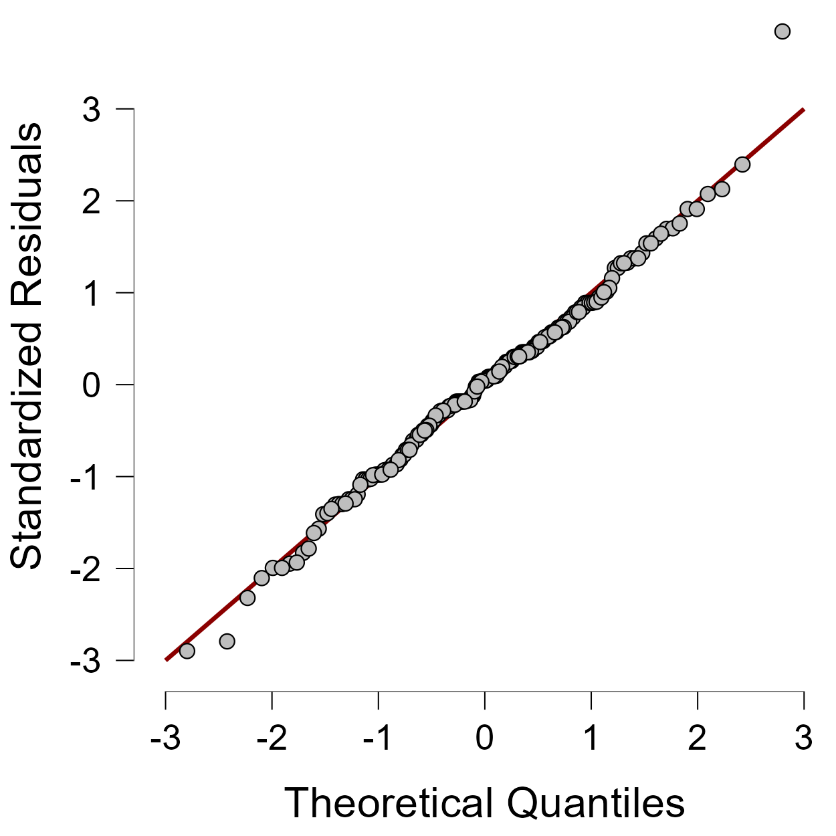 Standardized Residuals
3
2
1
0
-1
-2
-3
-3 -2 -1 0 1 2 3
Theoretical Quantiles